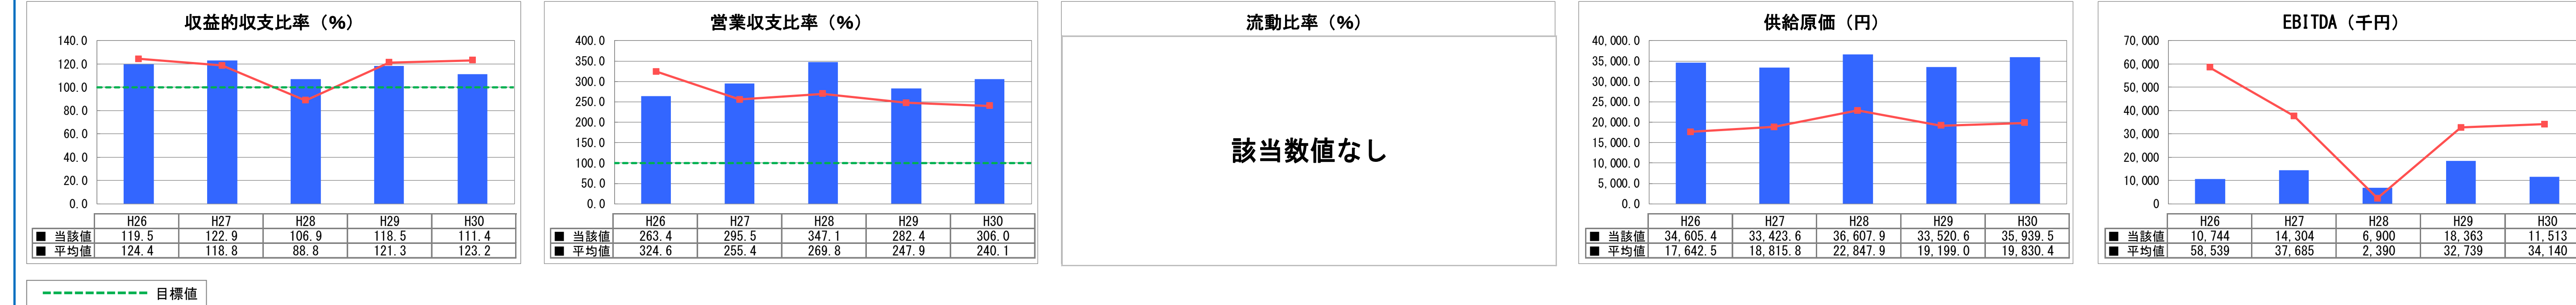 収益的収支比率（%）
140.0
120.0
100.0
80.0
60.0
40.0
20.0
0.0
H26 H27 H28 H29 H30
■ 当該値 119.5 122.9 106.9 118.5 111.4
■ 平均値 124.4 118.8 88.8 121.3 123.2
営業収支比率（%）
400.0
350.0
300.0
250.0
200.0
150.0
100.0
50.0
0.0
H26 H27 H28 H29 H30
■ 当該値 263.4 295.5 347.1 282.4 306.0
■ 平均値 324.6 255.4 269.8 247.9 240.1
流動比率（%）
該当数値なし
供給原価（円）
40,000.0
35,000.0
30,000.0
25,000.0
20,000.0
15,000.0
10,000.0
5,000.0
0.0
H26 H27 H28 H29 H30
■ 当該値 34,605.4 33,423.6 36,607.9 33,520.6 35,939.5
■ 平均値 17,642.5 18,815.8 22,847.9 19,199.0 19,830.4
EBITDA（千円）
70,000
60,000
50,000
40,000
30,000
20,000
10,000
0
H26 H27 H28 H29 H30
■ 当該値 10,744 14,304 6,900 18,363 11,513
■ 平均値 58,539 37,685 2,390 32,739 34,140
目標値